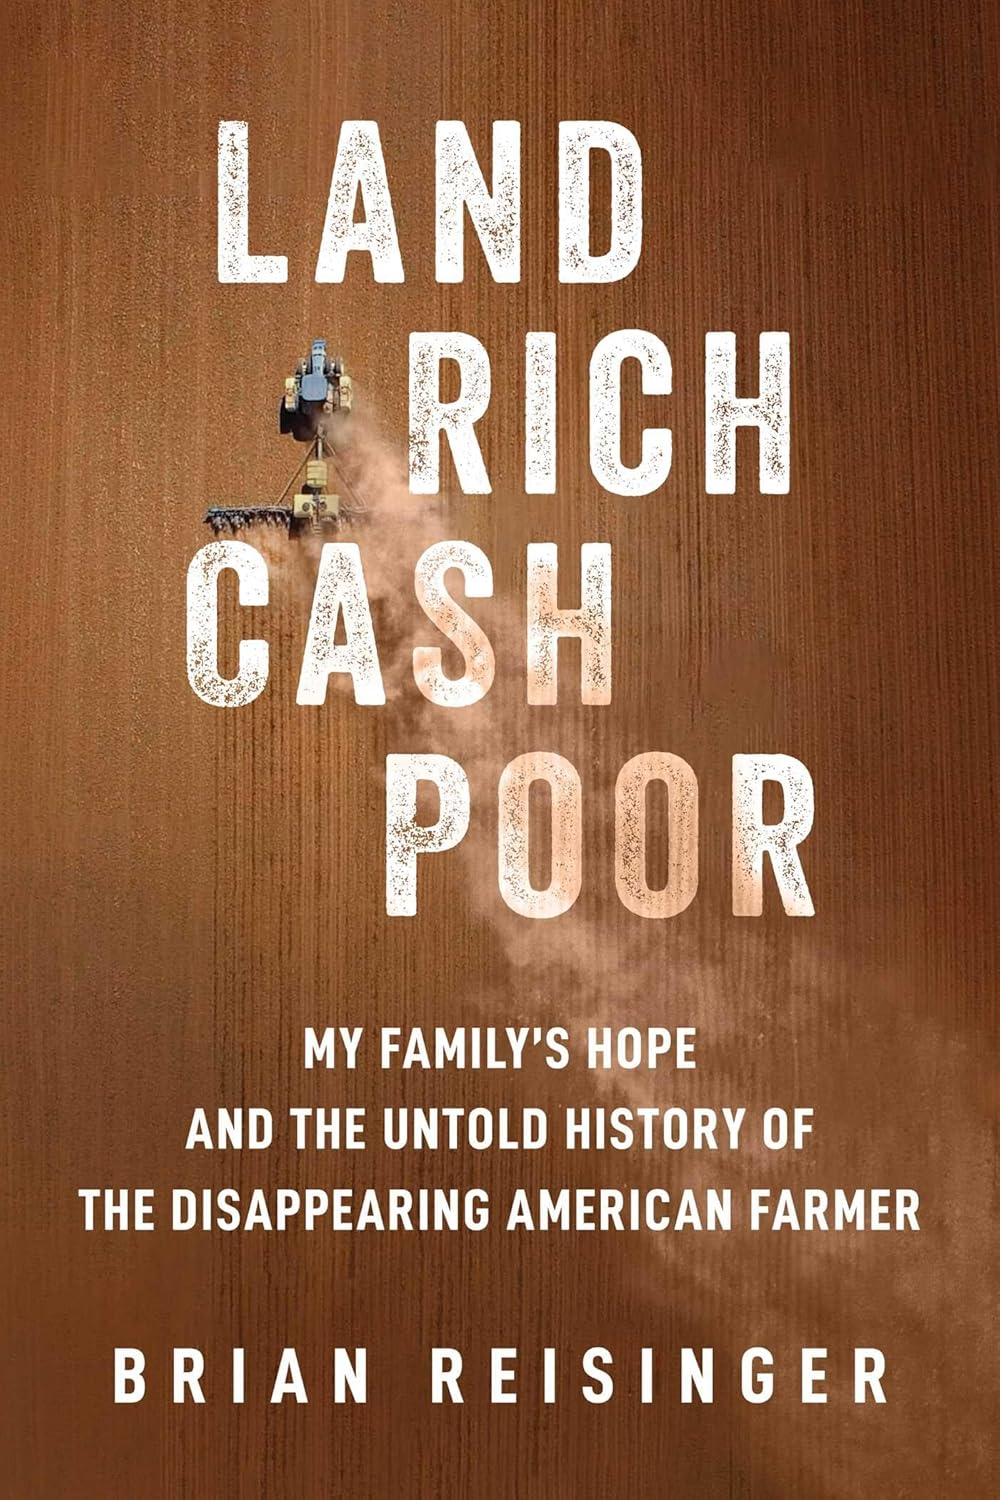 LAND
RICH
CASH
POOR
MY FAMILY'S HOPE
AND THE UNTOLD HISTORY OF
THE DISAPPEARING AMERICAN FARMER
BRIAN REISINGER